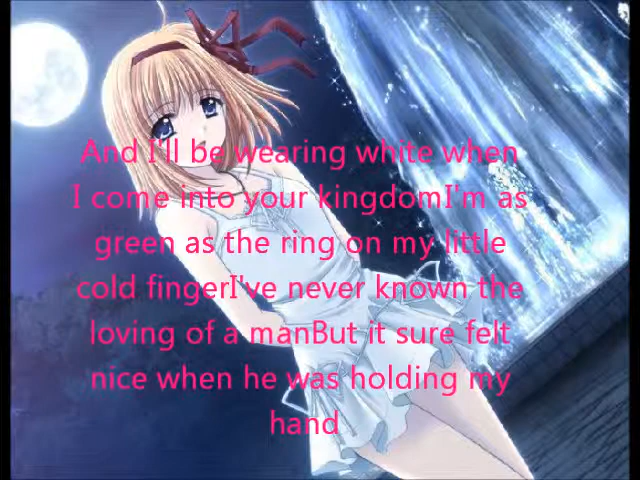 And I'll be wearing white when
I come into your kingdomI'm as
green as the ring on my little
cold fingerI've never known the
loving of a manBut it sure felt
nice when he was holding my
hand